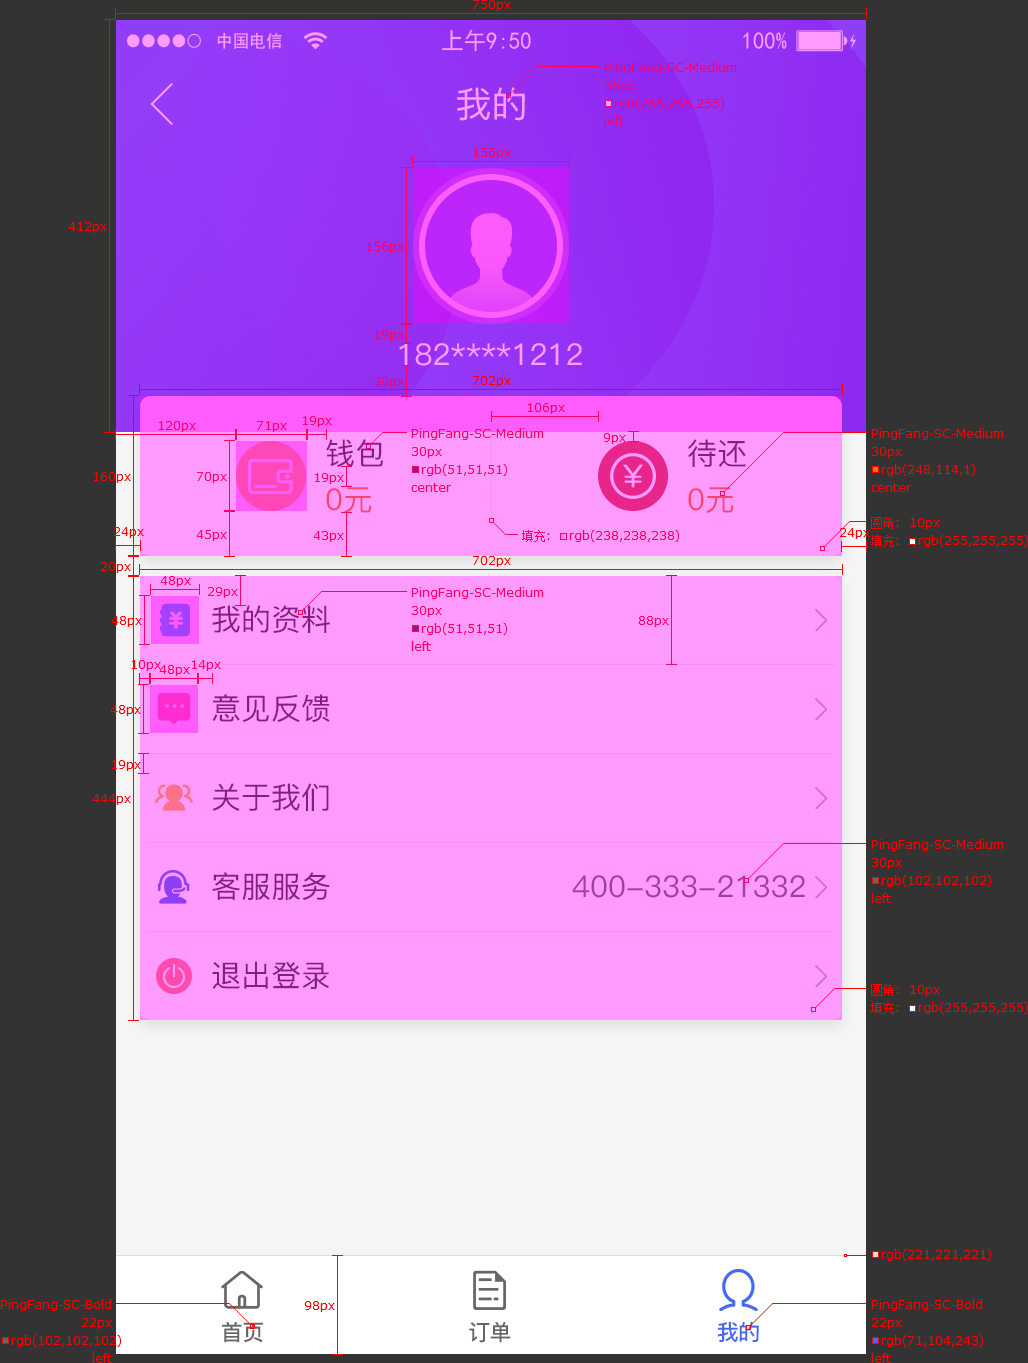 750px
中国电信 上午9:50 100%
我的
PingFang-SC-Medium
36px
rgb(255,255,255)
left
156px
412px
156px
19px
182****1212
30px
702px
106px
120px 71px 19px
钱包
PingFang-SC-Medium
30px
rgb(51,51,51)
center
9px
待还
PingFang-SC-Medium
30px
rgb(248,114,1)
center
160px
70px
19px
0元
0元
45px
43px
填充: rgb(238,238,238)
圆角: 10px
填充: rgb(255,255,255)
24px
24px
20px
702px
48px
29px
PingFang-SC-Medium
30px
rgb(51,51,51)
left
48px
我的资料
88px
10px 48px 14px
48px
意见反馈
19px
444px
关于我们
PingFang-SC-Medium
30px
rgb(102,102,102)
left
客服服务 400-333-21332
退出登录
圆角: 10px
填充: rgb(255,255,255)
rgb(221,221,221)
98px
PingFang-SC-Bold
22px
rgb(102,102,102)
left
首页 订单 我的
PingFang-SC-Bold
22px
rgb(71,104,243)
left